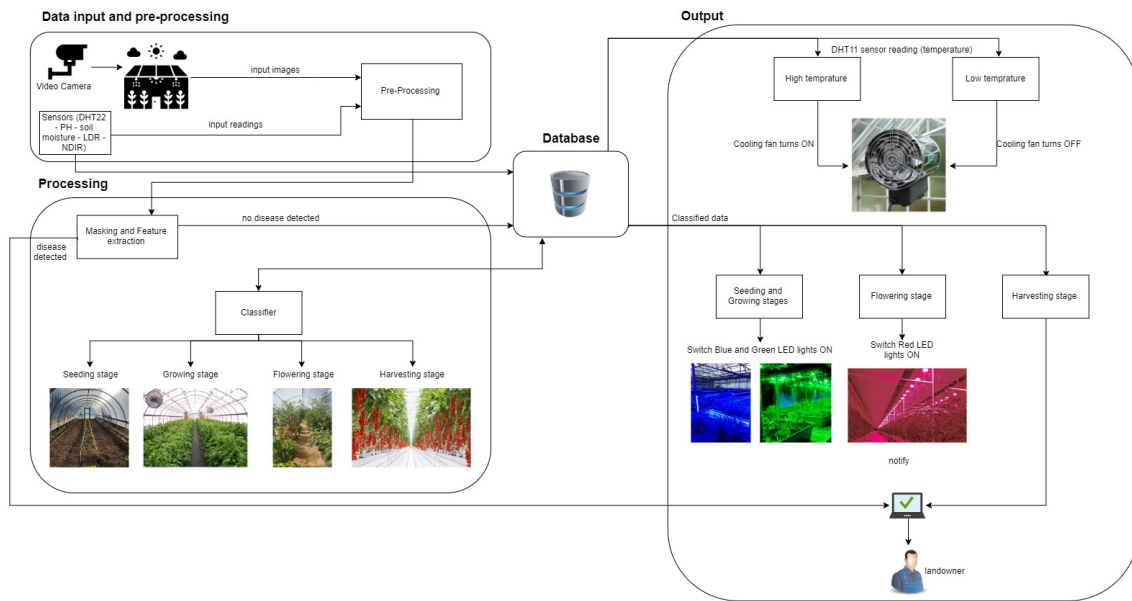 Data input and pre-processing
Output
DHT11 sensor reading (temperature)
Video Camera
input images
Pre-Processing
High temprature
Low temprature
Sensors (DHT22
- PH - soil
moisture - LDR -
NDIR)
input readings
Database
Cooling fan turns ON
Cooling fan turns OFF
Processing
no disease detected
Classified data
Masking and Feature
extraction
disease
detected
Seeding and
Growing stages
Flowering stage
Harvesting stage
Classifier
Switch Blue and Green LED lights ON
Switch Red LED
lights ON
Seeding stage
Growing stage
Flowering stage
Harvesting stage
notify
landowner